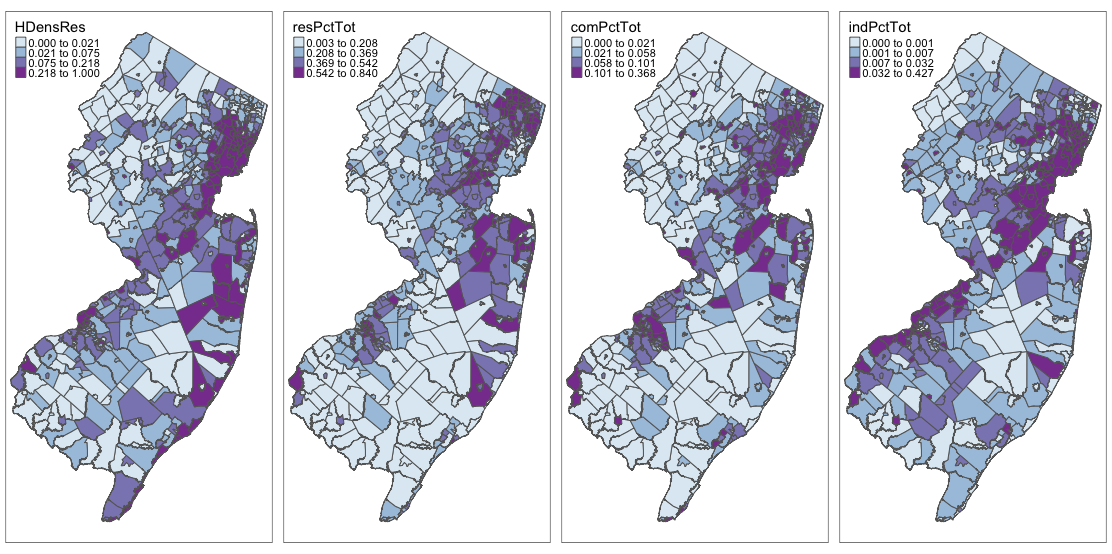 HDensRes
0.000 to 0.021
0.021 to 0.075
0.075 to 0.218
0.218 to 1.000
resPctTot
0.003 to 0.208
0.208 to 0.369
0.369 to 0.542
0.542 to 0.840
comPctTot
0.000 to 0.021
0.021 to 0.058
0.058 to 0.101
0.101 to 0.368
indPctTot
0.000 to 0.001
0.001 to 0.007
0.007 to 0.032
0.032 to 0.427